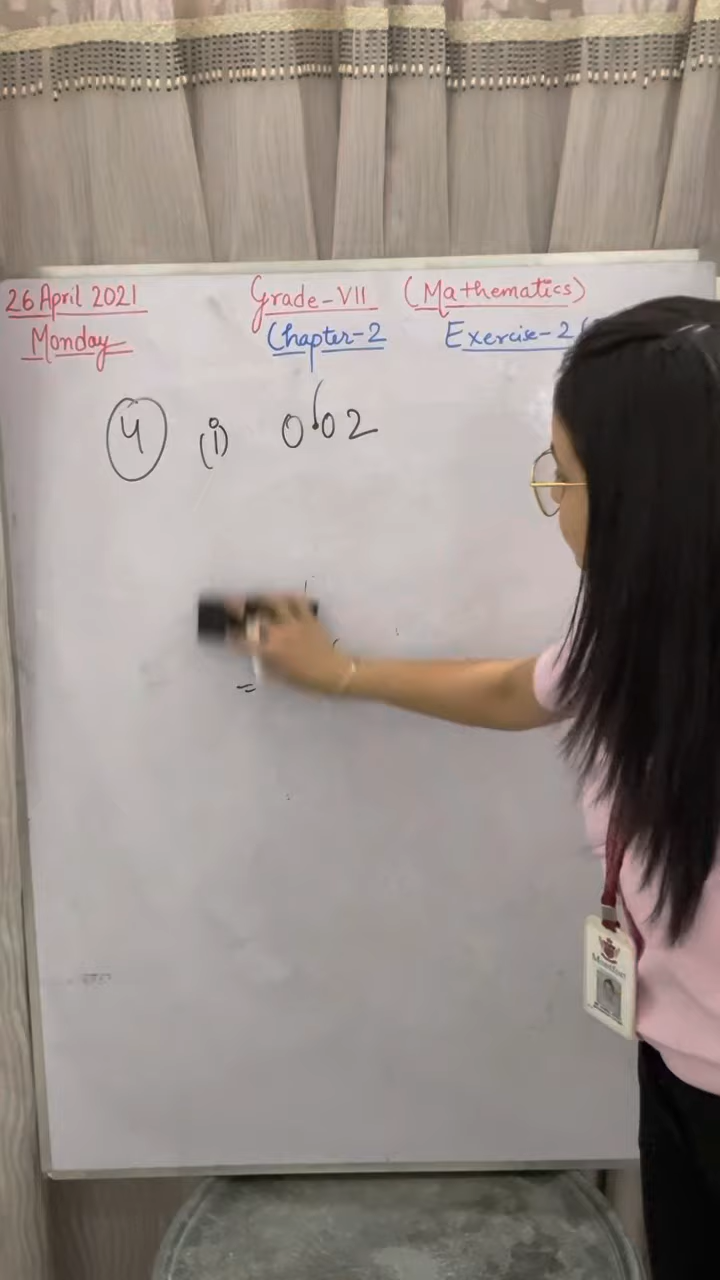 26 April 2021 Grade-VII (Mathematics)
Monday Chapter-2 Exercise-2(
4 (i) 0.02
=